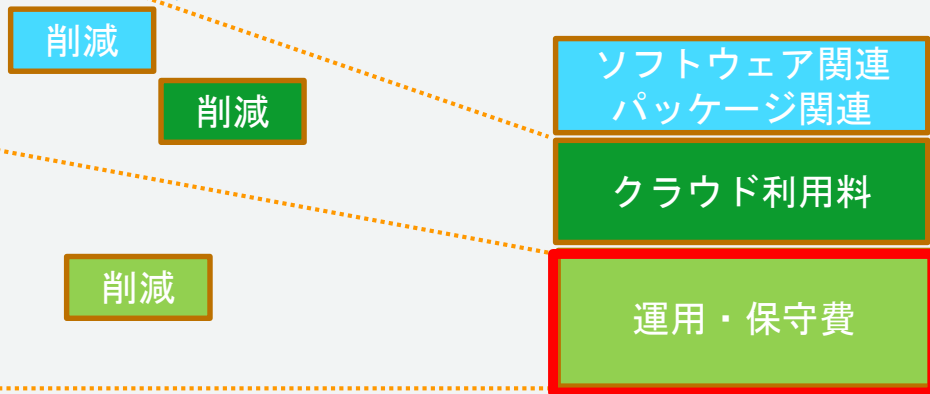 削減
ソフトウェア関連
パッケージ関連
削減
クラウド利用料
削減
運用・保守費